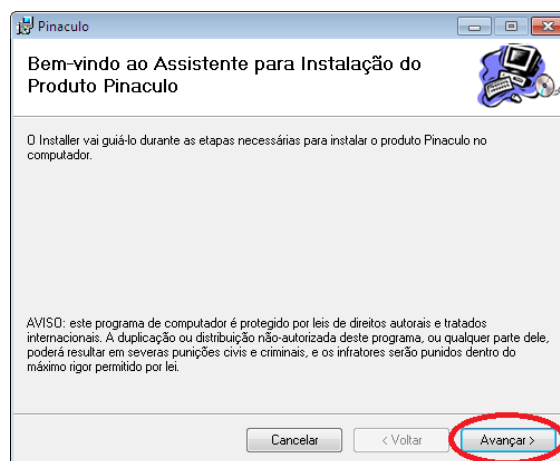 Pinaculo
Bem-vindo ao Assistente para Instalação do
Produto Pinaculo
O Installer vai guiá-lo durante as etapas necessárias para instalar o produto Pinaculo no
computador.
AVISO: este programa de computador é protegido por leis de direitos autorais e tratados
internacionais. A duplicação ou distribuição não-autorizada deste programa, ou qualquer parte dele,
poderá resultar em severas punições civis e criminais, e os infratores serão punidos dentro do
máximo rigor permitido por lei.
Cancelar
< Voltar
Avançar >